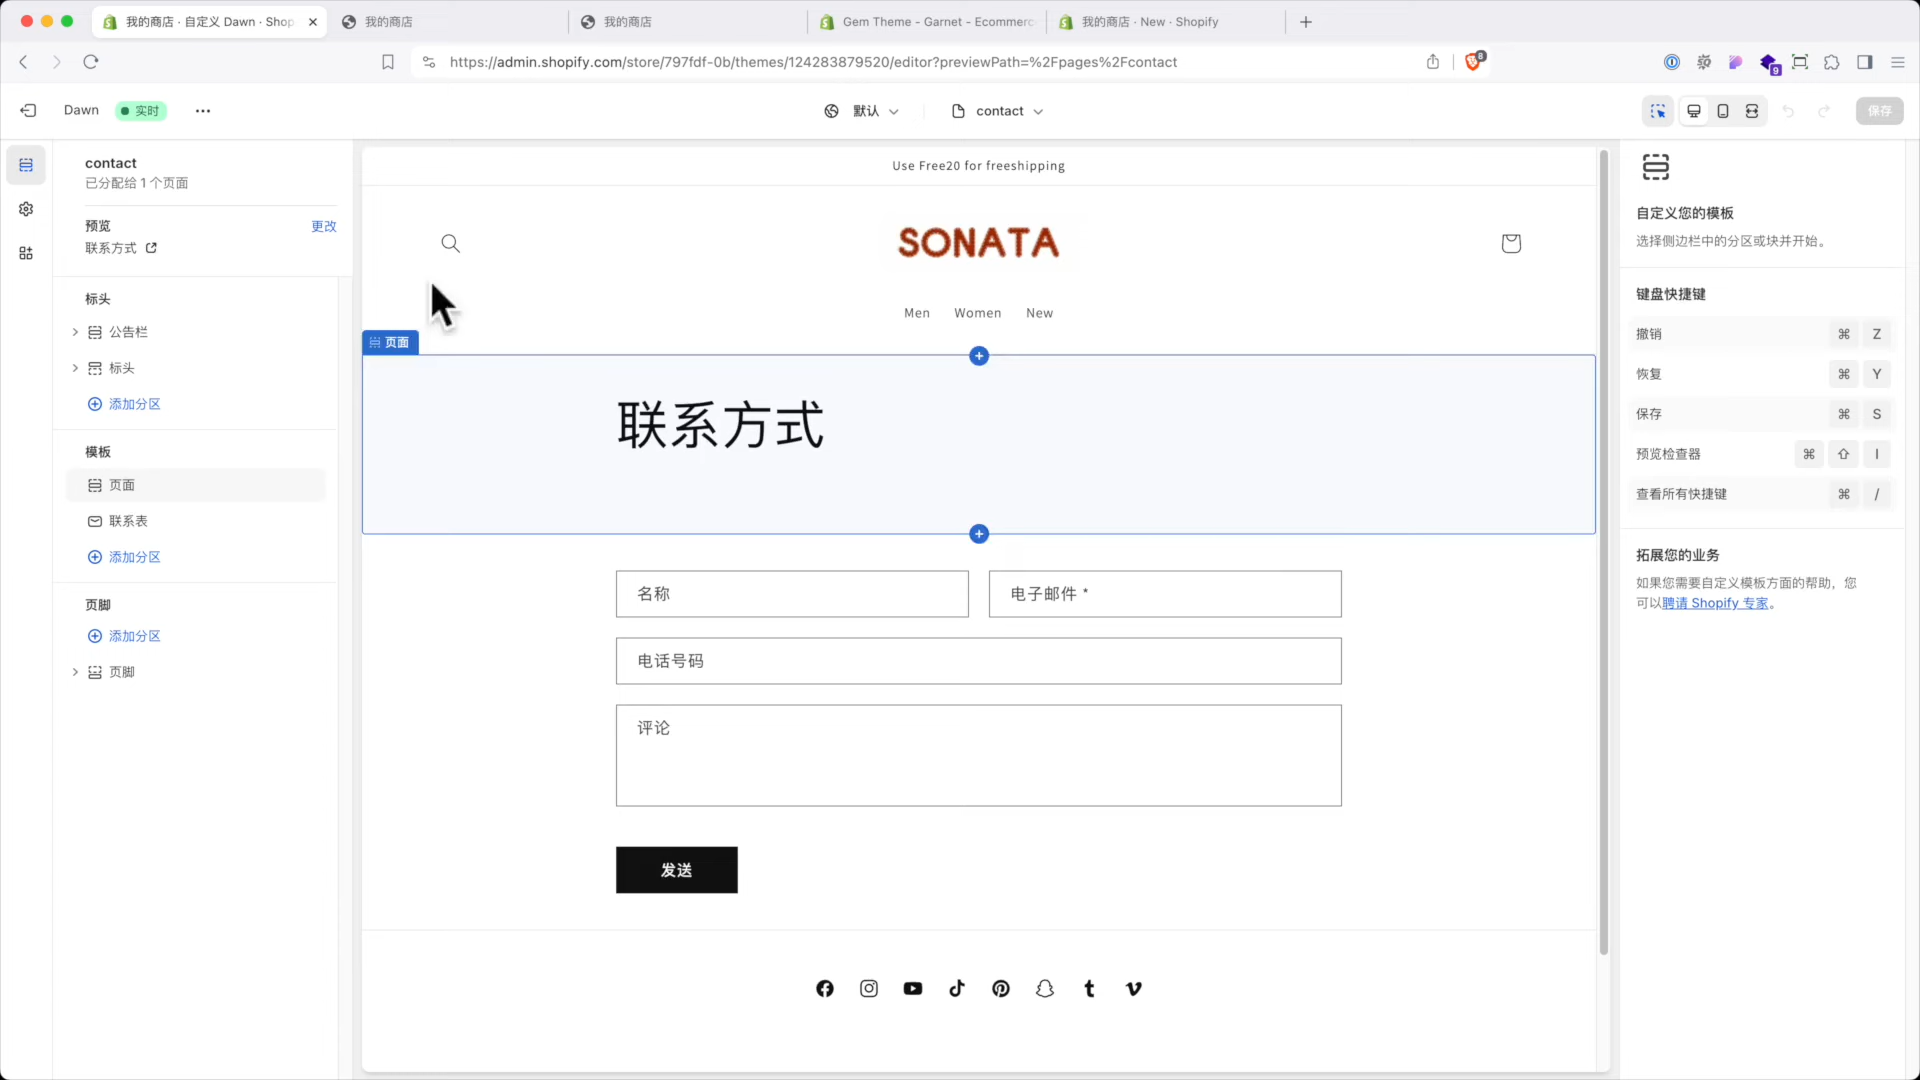 我的商店 · 自定义 Dawn · Shop
我的商店
我的商店
Gem Theme - Garnet - Ecommerc
我的商店 · New · Shopify
https://admin.shopify.com/store/797fdf-0b/themes/124283879520/editor?previewPath=%2Fpages%2Fcontact
8
9
Dawn
实时
默认
contact
保存
contact
已分配给 1 个页面
预览
更改
联系方式
标头
公告栏
标头
添加分区
模板
页面
联系表
添加分区
页脚
添加分区
页脚
Use Free20 for freeshipping
SONATA
Men Women New
页面
联系方式
名称
电子邮件 *
电话号码
评论
发送
自定义您的模板
选择侧边栏中的分区或块并开始。
键盘快捷键
撤销 ⌘ Z
恢复 ⌘ Y
保存 ⌘ S
预览检查器 ⌘ ⇧ I
查看所有快捷键 ⌘ /
拓展您的业务
如果您需要自定义模板方面的帮助，您
可以聘请 Shopify 专家。